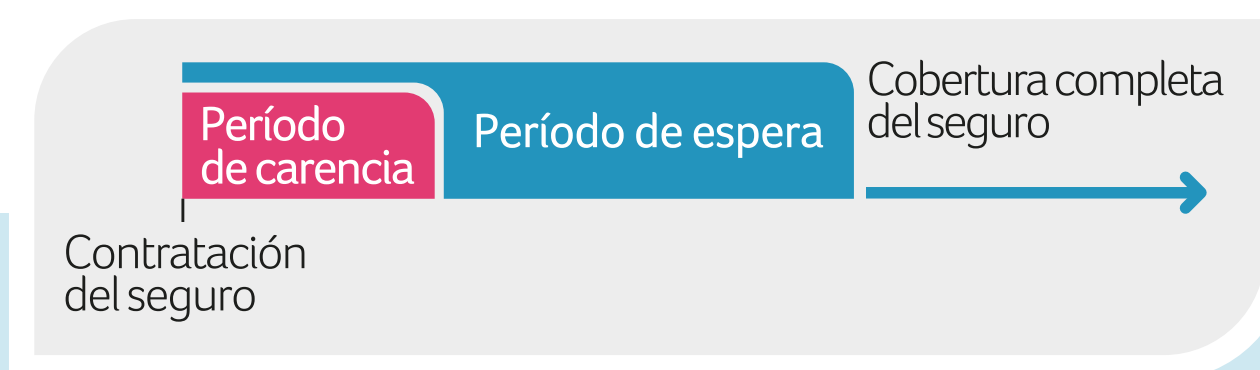 Período
de carencia
Período de espera
Cobertura completa
del seguro
Contratación
del seguro